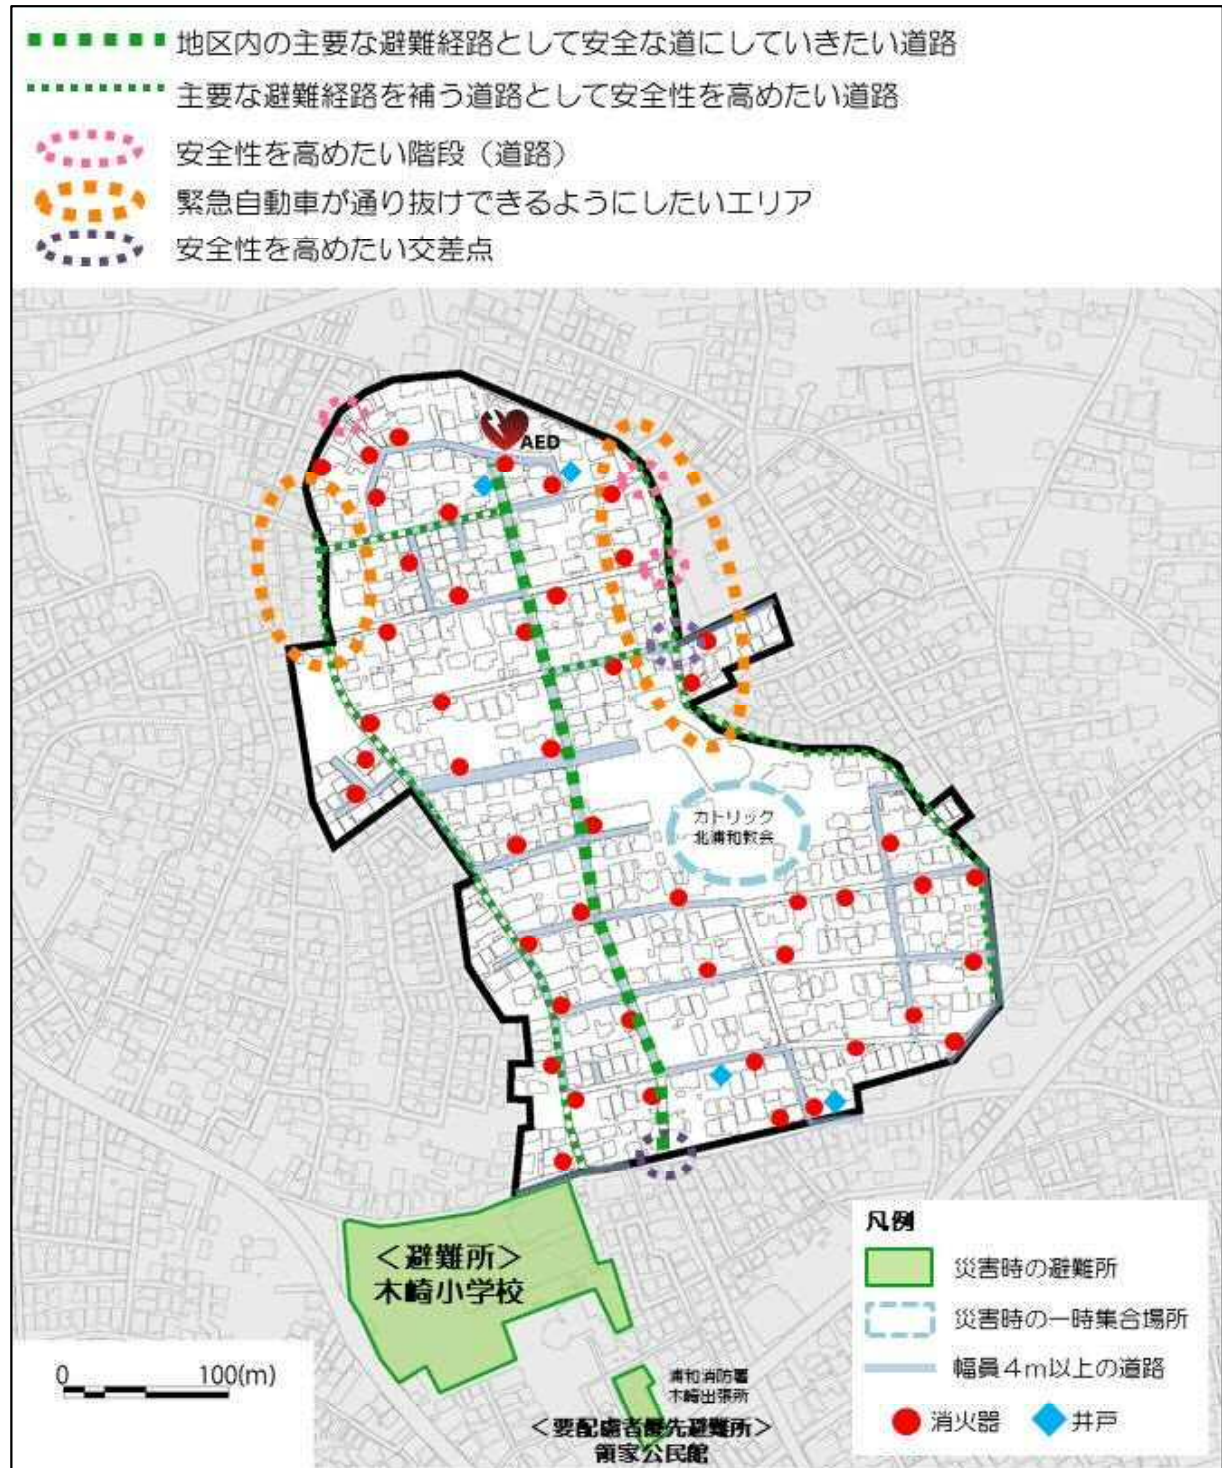 地区内の主要な避難経路として安全な道にしていきたい道路
主要な避難経路を補う道路として安全性を高めたい道路
安全性を高めたい階段（道路）
緊急自動車が通り抜けできるようにしたいエリア
安全性を高めたい交差点
AED
カトリック
北浦和教会
＜避難所＞
木崎小学校
浦和消防署
木崎出張所
＜要配慮者優先避難所＞
領家公民館
0 100(m)
凡例
災害時の避難所
災害時の一時集合場所
幅員４ｍ以上の道路
消火器 井戸